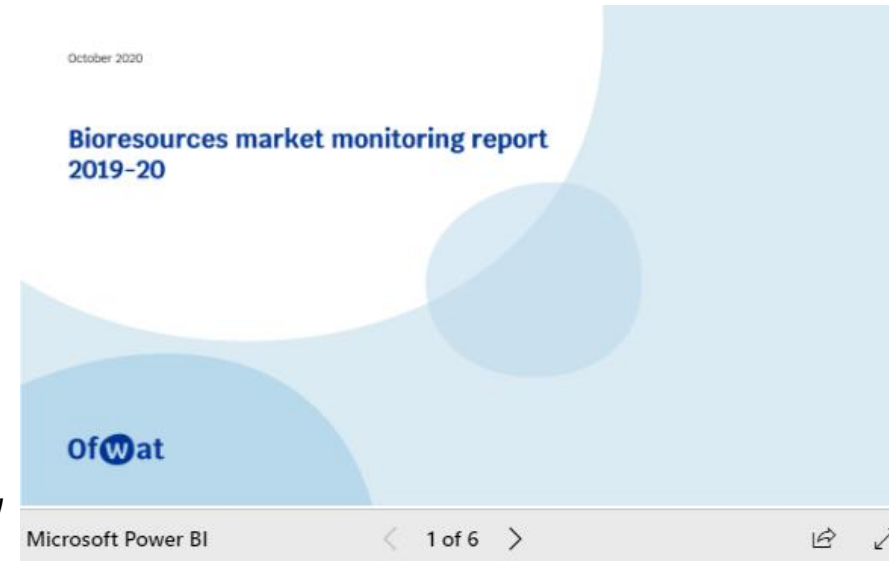 October 2020
Bioresources market monitoring report
2019-20
Ofwat
Microsoft Power BI
1 of 6